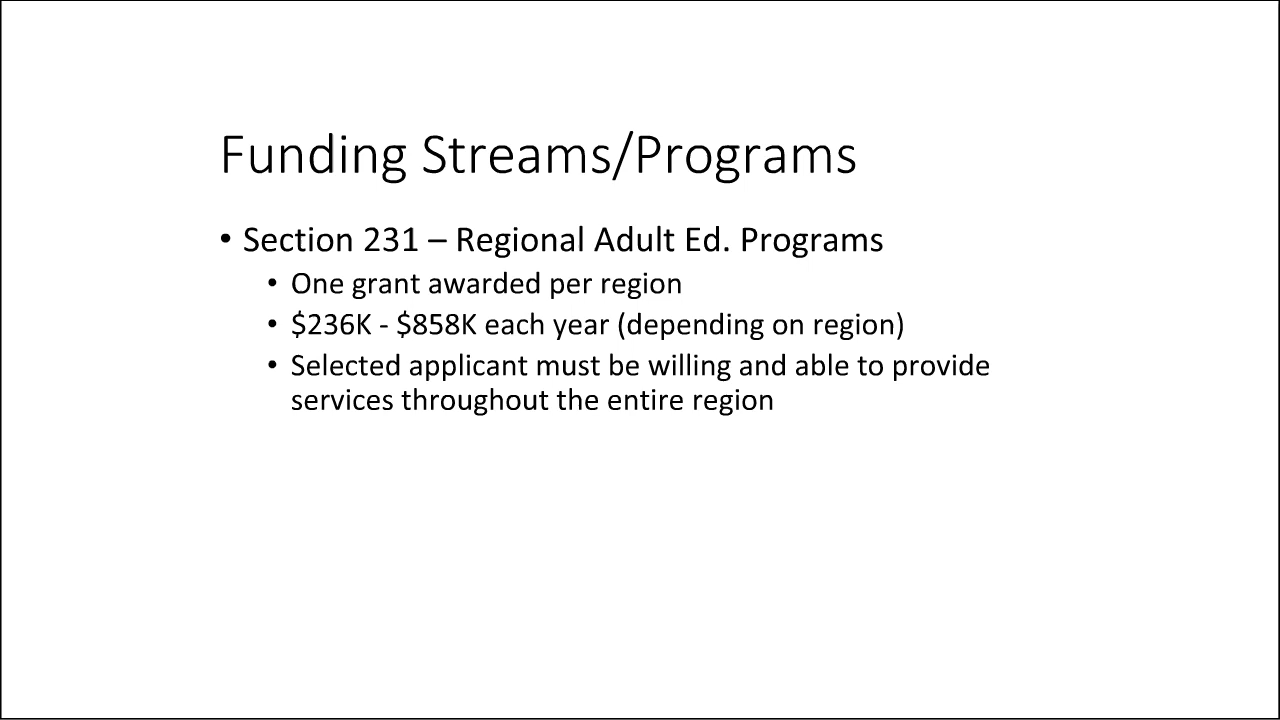 Funding Streams/Programs
• Section 231 – Regional Adult Ed. Programs
• One grant awarded per region
• $236K - $858K each year (depending on region)
• Selected applicant must be willing and able to provide
services throughout the entire region